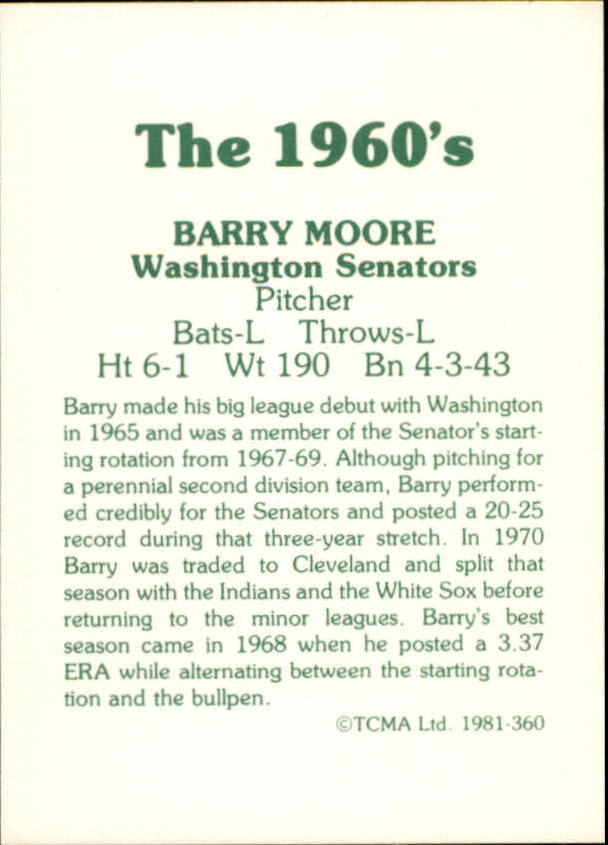 The 1960's
BARRY MOORE
Washington Senators
Pitcher
Bats-L Throws-L
Ht 6-1 Wt 190 Bn 4-3-43
Barry made his big league debut with Washington
in 1965 and was a member of the Senator's start-
ing rotation from 1967-69. Although pitching for
a perennial second division team, Barry perform-
ed credibly for the Senators and posted a 20-25
record during that three-year stretch. In 1970
Barry was traded to Cleveland and split that
season with the Indians and the White Sox before
returning to the minor leagues. Barry's best
season came in 1968 when he posted a 3.37
ERA while alternating between the starting rota-
tion and the bullpen.
©TCMA Ltd. 1981-360